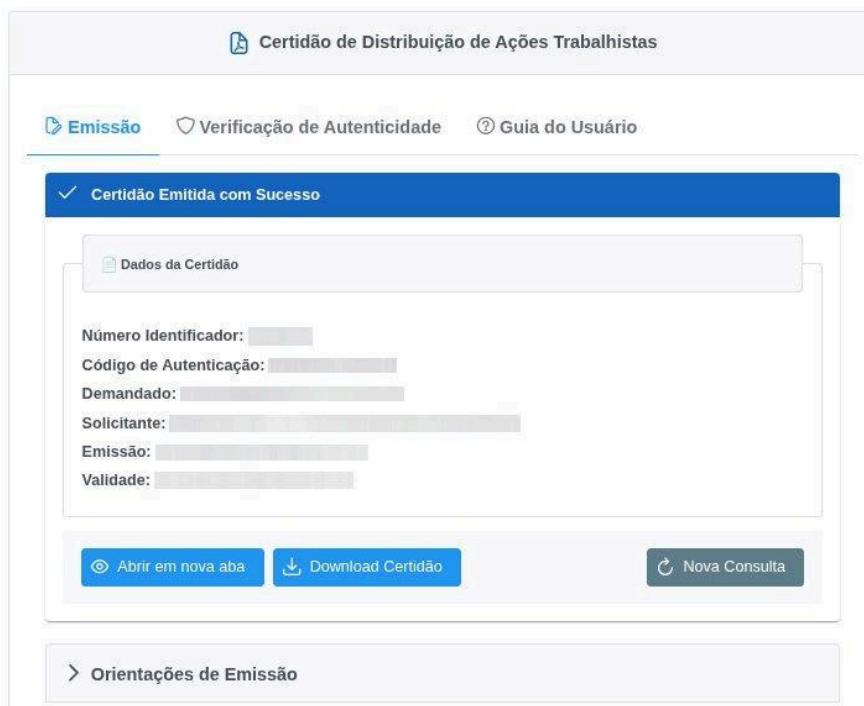 Certidão de Distribuição de Ações Trabalhistas
Emissão Verificação de Autenticidade Guia do Usuário
Certidão Emitida com Sucesso
Dados da Certidão
Número Identificador:
Código de Autenticação:
Demandado:
Solicitante:
Emissão:
Validade:
Abrir em nova aba Download Certidão Nova Consulta
Orientações de Emissão